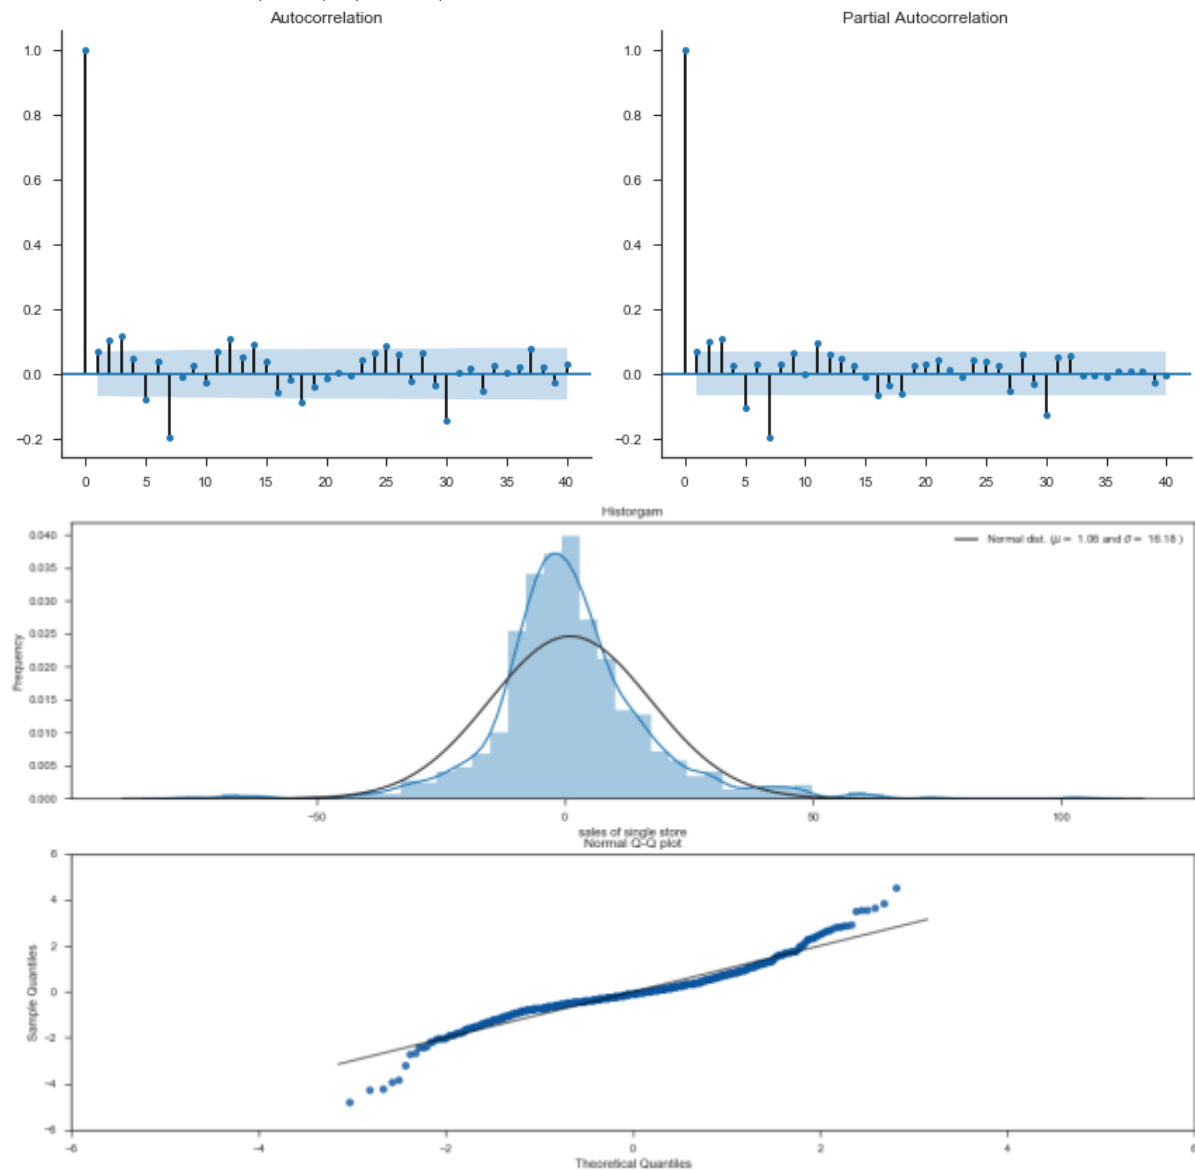 Autocorrelation
Partial Autocorrelation
1.0
0.8
0.6
0.4
0.2
0.0
−0.2
0 5 10 15 20 25 30 35 40
1.0
0.8
0.6
0.4
0.2
0.0
−0.2
0 5 10 15 20 25 30 35 40
Historgam
Normal dist. (μ = 1.06 and σ = 16.18 )
Frequency
0.040
0.035
0.030
0.025
0.020
0.015
0.010
0.005
0.000
−50 0 50 100
sales of single store
Normal Q-Q plot
Sample Quantiles
6
4
2
0
−2
−4
−6
−6 −4 −2 0 2 4 6
Theoretical Quantiles